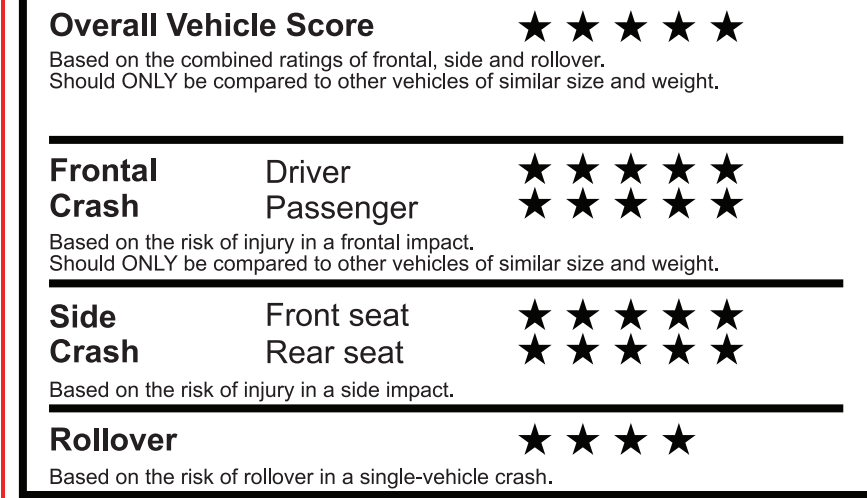 Overall Vehicle Score ★ ★ ★ ★ ★
Based on the combined ratings of frontal, side and rollover.
Should ONLY be compared to other vehicles of similar size and weight.
Frontal Driver ★ ★ ★ ★ ★
Crash Passenger ★ ★ ★ ★ ★
Based on the risk of injury in a frontal impact.
Should ONLY be compared to other vehicles of similar size and weight.
Side Front seat ★ ★ ★ ★ ★
Crash Rear seat ★ ★ ★ ★ ★
Based on the risk of injury in a side impact.
Rollover ★ ★ ★ ★
Based on the risk of rollover in a single-vehicle crash.